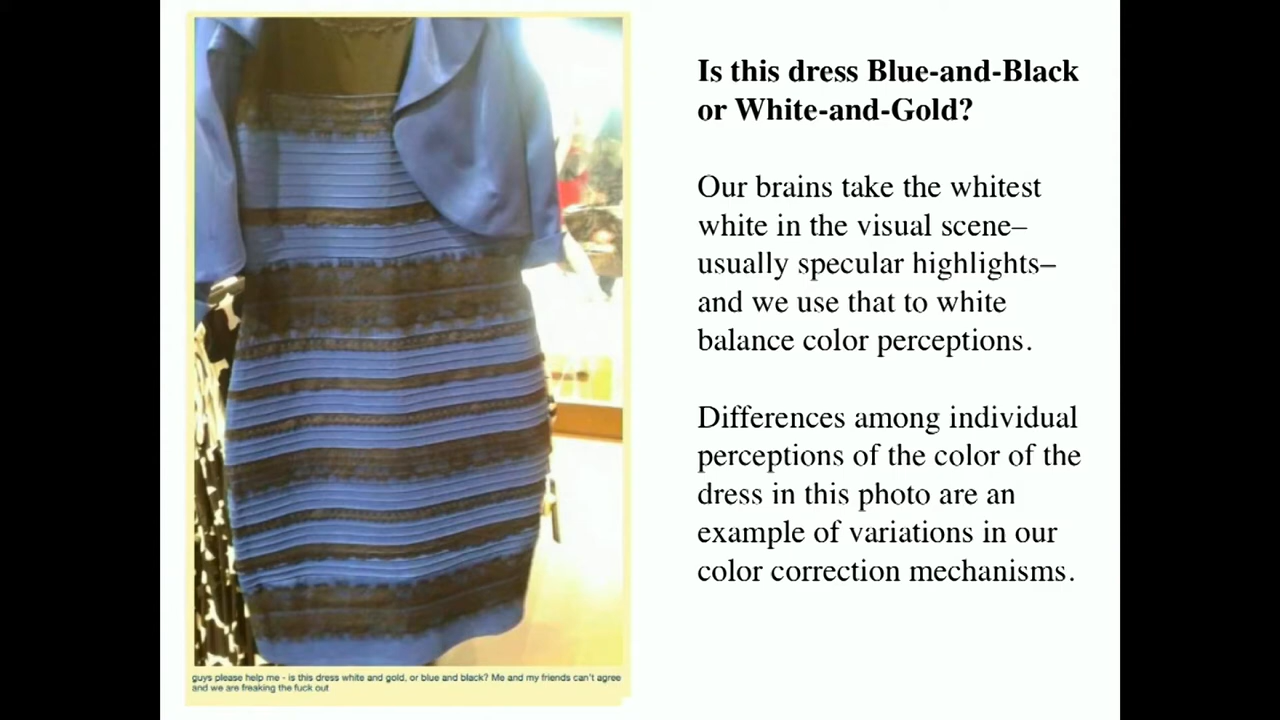 Is this dress Blue-and-Black
or White-and-Gold?
Our brains take the whitest
white in the visual scene–
usually specular highlights–
and we use that to white
balance color perceptions.
Differences among individual
perceptions of the color of the
dress in this photo are an
example of variations in our
color correction mechanisms.
guys please help me - is this dress white and gold, or blue and black? Me and my friends can't agree
and we are freaking the fuck out